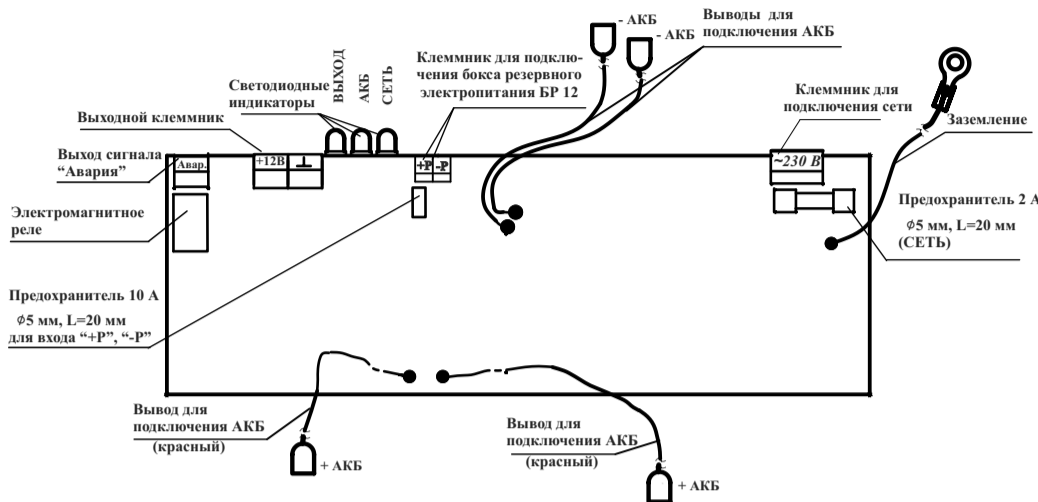 - АКБ
- АКБ
Выводы для
подключения АКБ
Клеммник для подклю-
чения бокса резервного
электропитания БР 12
Светодиодные
индикаторы
ВЫХОД
АКБ
СЕТЬ
Клеммник для
подключения сети
Заземление
Выходной клеммник
Выход сигнала
“Авария”
Авар.
+12В
⊥
+Р
-Р
~230 В
Электромагнитное
реле
Предохранитель 2 А
ϕ5 мм, L=20 мм
(СЕТЬ)
Предохранитель 10 А
ϕ5 мм, L=20 мм
для входа “+Р”, “-Р”
Вывод для
подключения АКБ
(красный)
+ АКБ
Вывод для
подключения АКБ
(красный)
+ АКБ